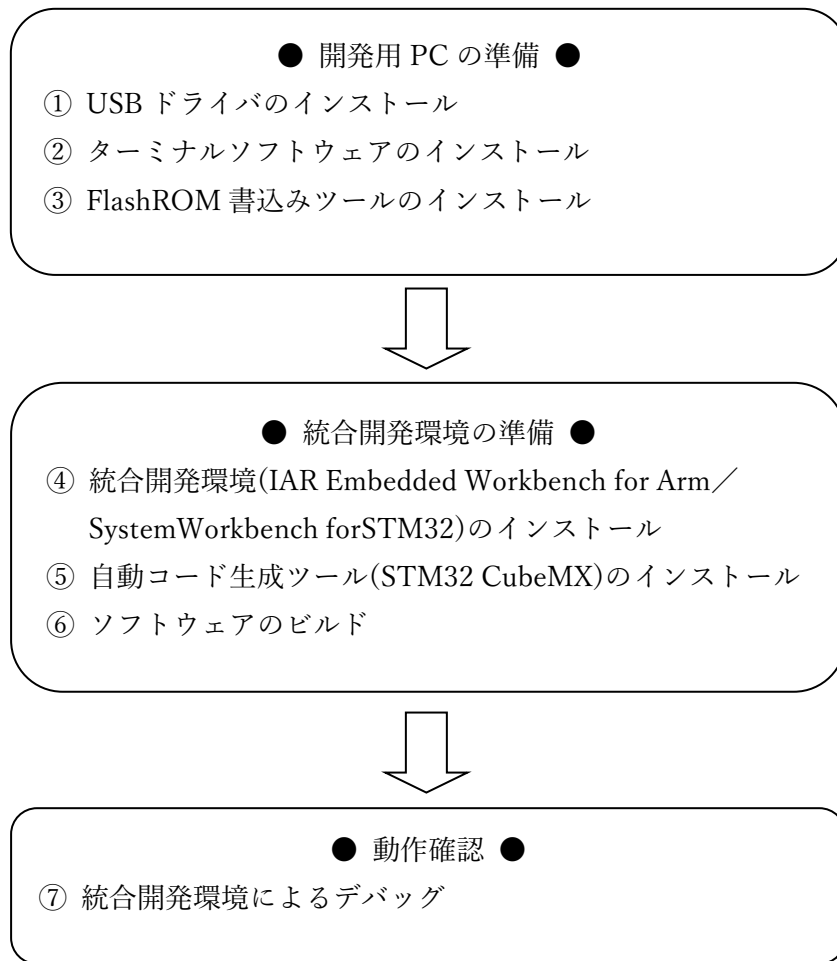 ● 開発用 PC の準備 ●
① USB ドライバのインストール
② ターミナルソフトウェアのインストール
③ FlashROM 書込みツールのインストール
● 統合開発環境の準備 ●
④ 統合開発環境(IAR Embedded Workbench for Arm／
SystemWorkbench forSTM32)のインストール
⑤ 自動コード生成ツール(STM32 CubeMX)のインストール
⑥ ソフトウェアのビルド
● 動作確認 ●
⑦ 統合開発環境によるデバッグ